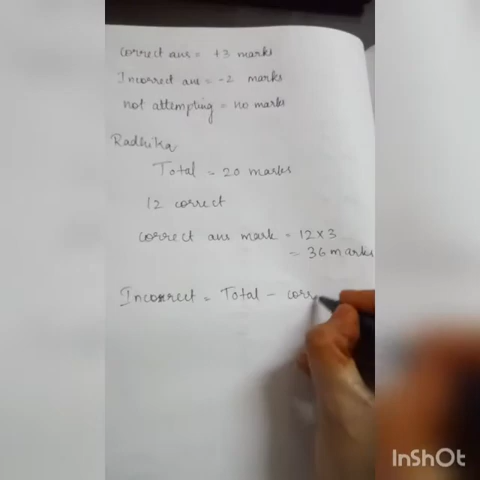 correct ans = +3 marks
Incorrect ans = -2 marks
not attempting = no marks
Radhika
Total = 20 marks
12 correct
correct ans mark = 12 x 3
= 36 marks
Incorrect = Total - corr
InShOt